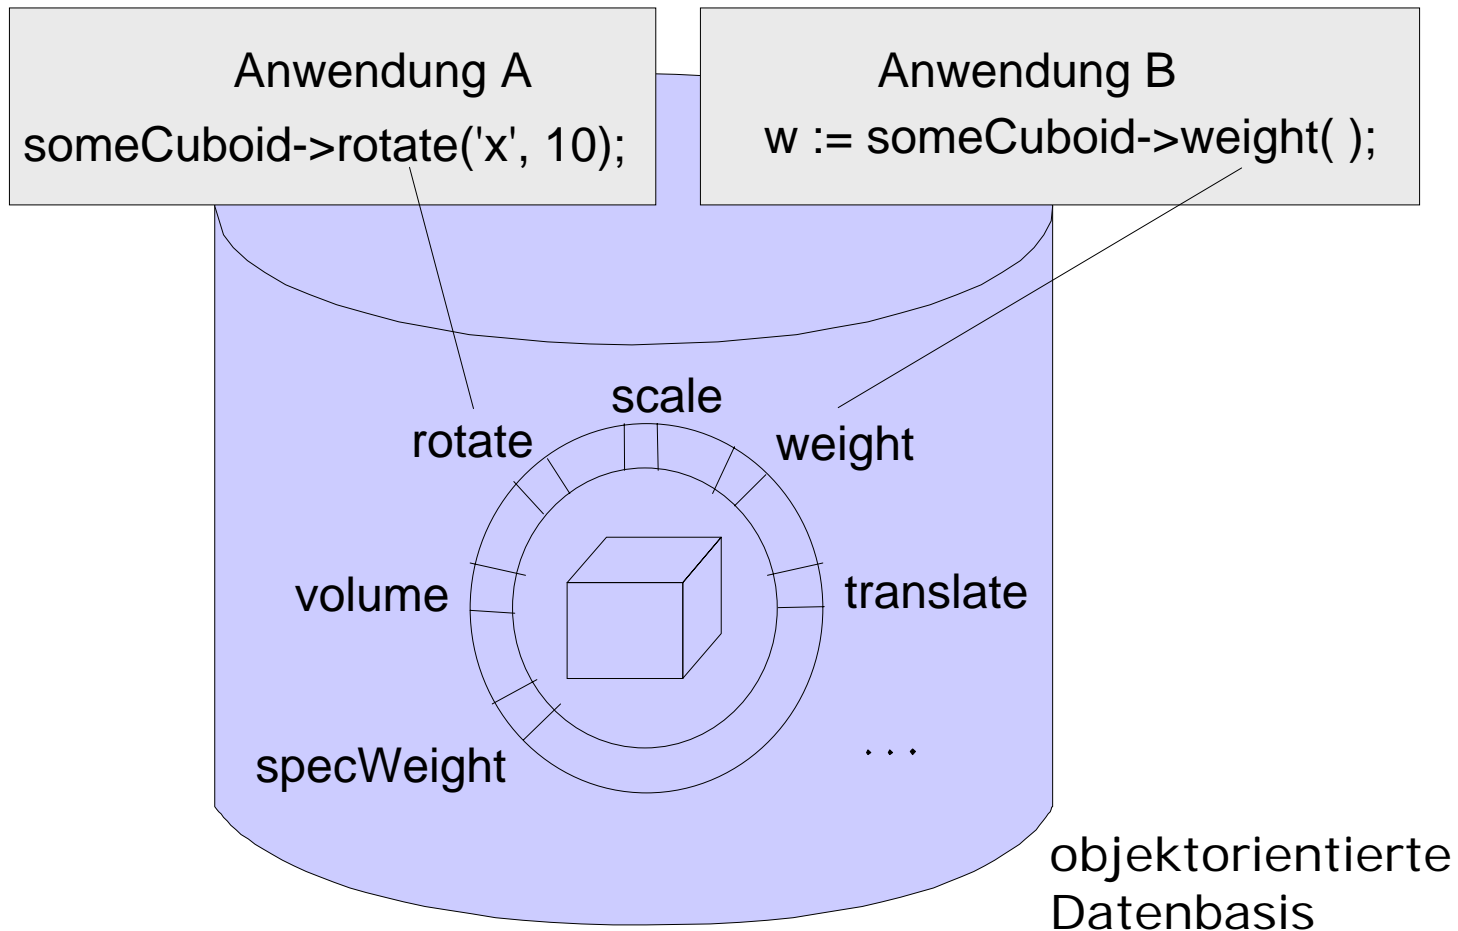 Anwendung A
someCuboid->rotate('x', 10);
Anwendung B
w := someCuboid->weight( );
scale
rotate
weight
volume
translate
specWeight
. . .
objektorientierte
Datenbasis